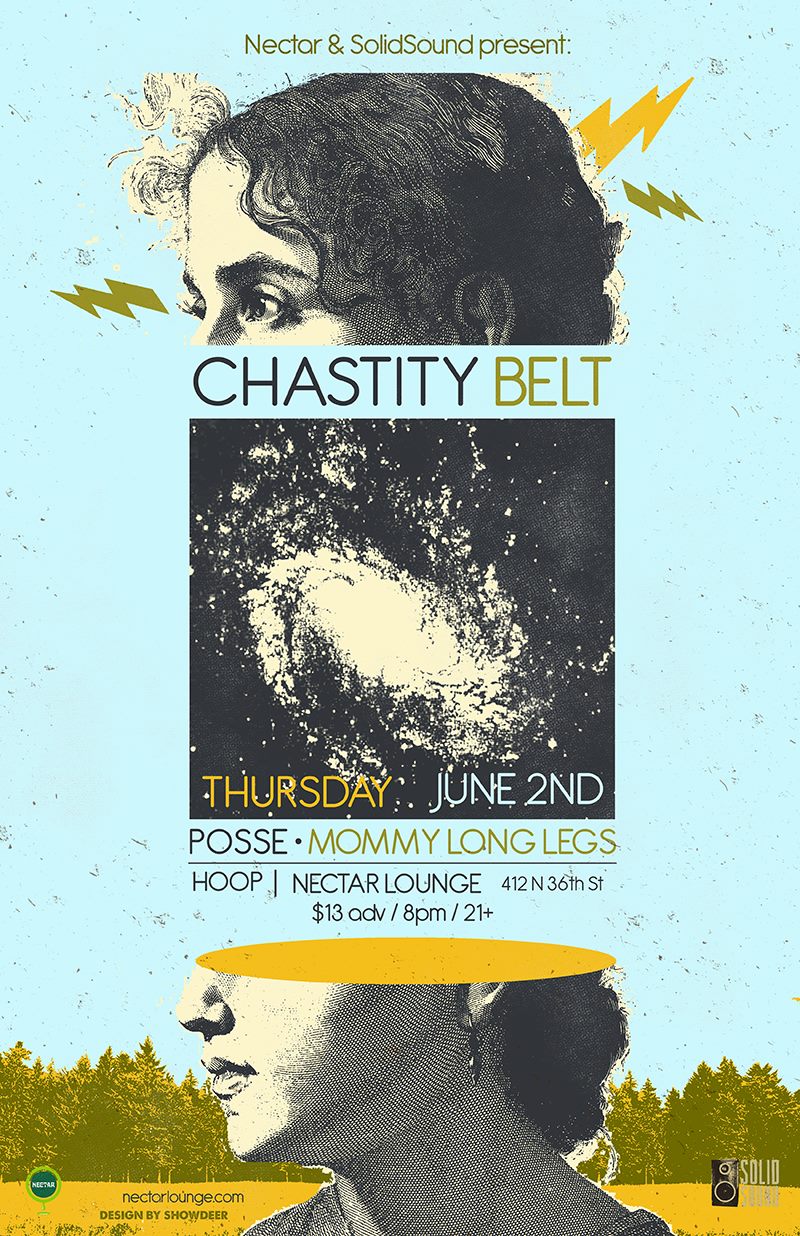 Nectar & SolidSound present:
CHASTITY BELT
THURSDAY JUNE 2ND
POSSE • MOMMY LONG LEGS
HOOP | NECTAR LOUNGE 412 N 36th St
$13 adv / 8pm / 21+
NECTAR
nectarlounge.com
DESIGN BY SHOWDEER
SOLID
SOUND